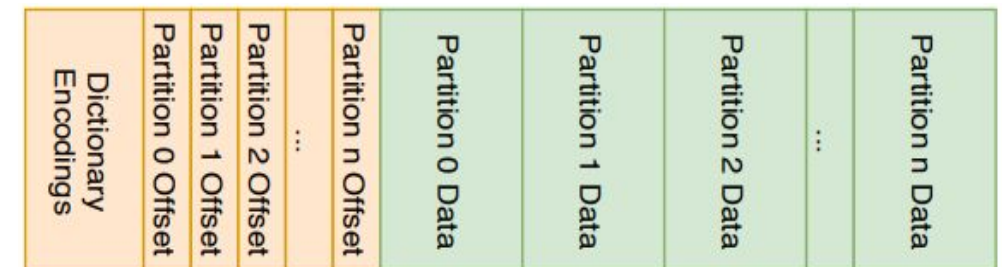 Dictionary
Encodings
Partition 0 Offset
Partition 1 Offset
Partition 2 Offset
...
Partition n Offset
Partition 0 Data
Partition 1 Data
Partition 2 Data
...
Partition n Data